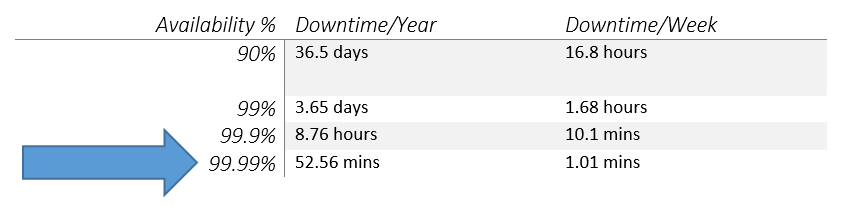 Availability % Downtime/Year Downtime/Week
90% 36.5 days 16.8 hours
99% 3.65 days 1.68 hours
99.9% 8.76 hours 10.1 mins
99.99% 52.56 mins 1.01 mins